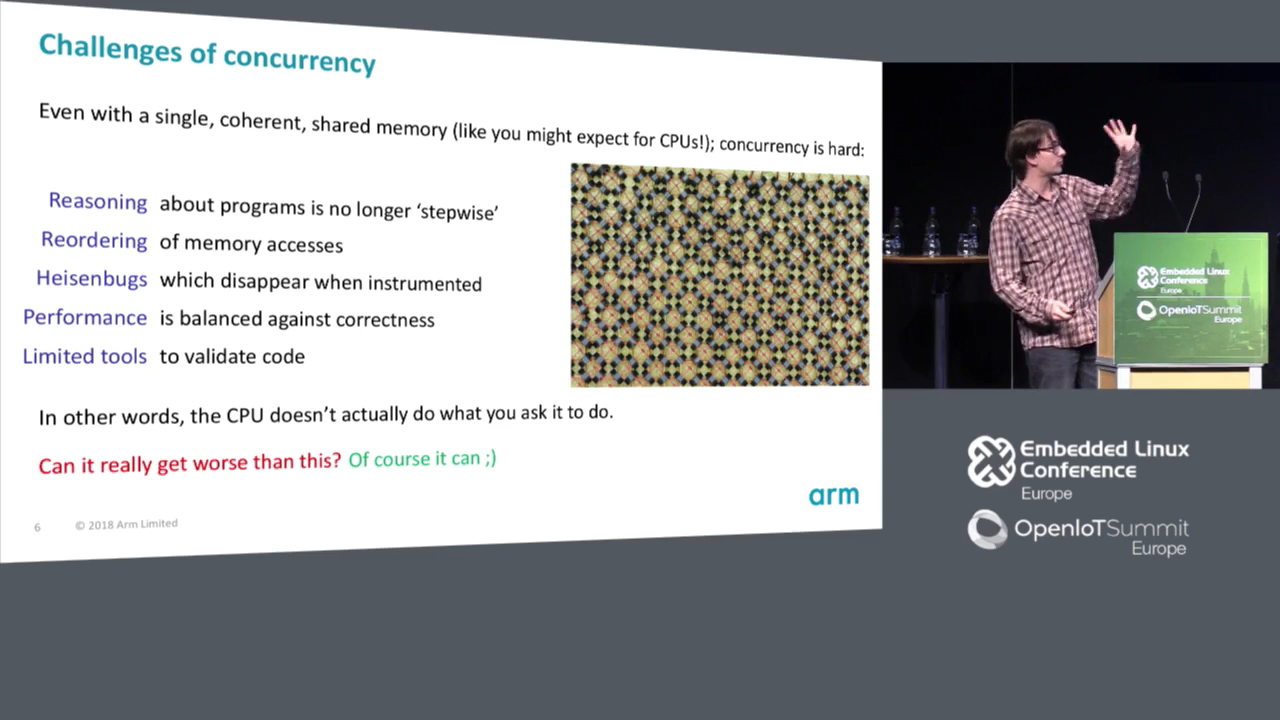 Challenges of concurrency
Even with a single, coherent, shared memory (like you might expect for CPUs!); concurrency is hard:
Reasoning about programs is no longer ‘stepwise’
Reordering of memory accesses
Heisenbugs which disappear when instrumented
Performance is balanced against correctness
Limited tools to validate code
In other words, the CPU doesn’t actually do what you ask it to do.
Can it really get worse than this? Of course it can ;)
arm
6 © 2018 Arm Limited
Embedded Linux
Conference
Europe
OpenIoTSummit
Europe
Embedded Linux
Conference
Europe
OpenIoTSummit
Europe